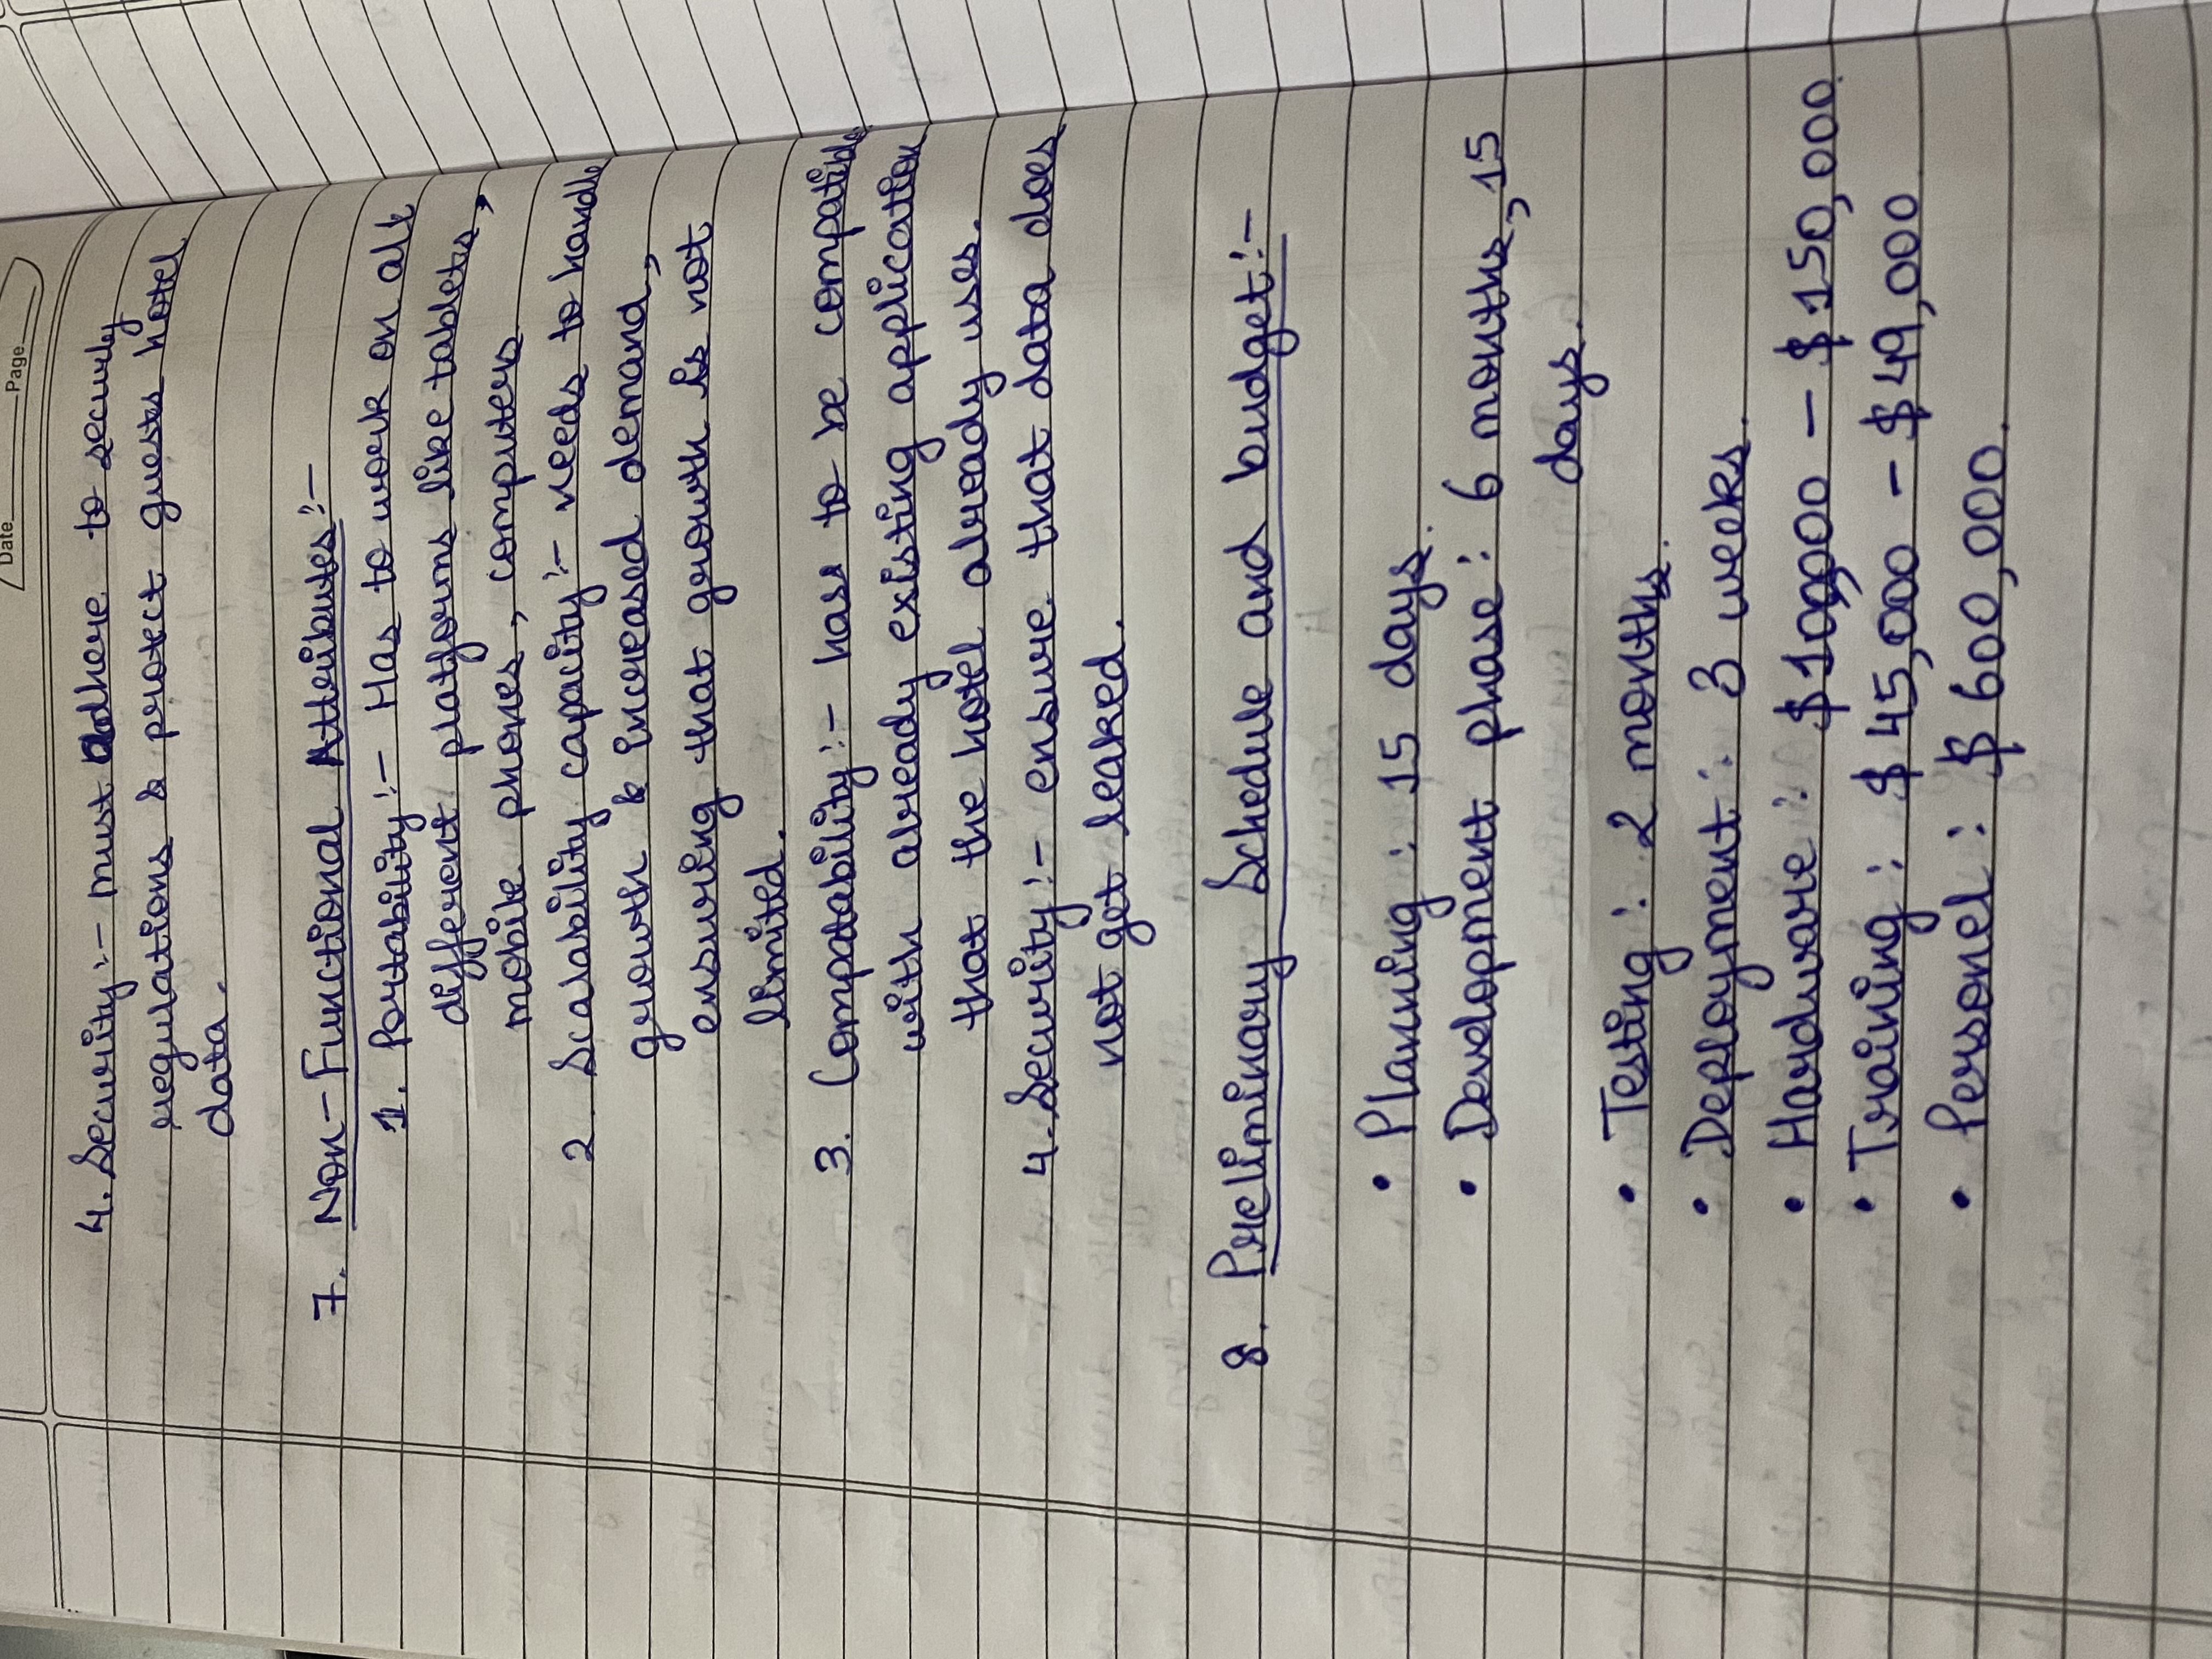 Date Page
4. Security :- must adhere to security
regulations & protect guests hotel
data.
7. Non-Functional Attributes :-
1. Portability :- Has to work on all
different platforms like tablets,
mobile phones, computers
2 Scalability capacity :- needs to handle
growth & increased demand,
ensuring that growth is not
limited.
3. Compatability :- has to be compatible
with already existing application
that the hotel already uses.
4. Security :- ensure that data does
not get leaked.
8. Preliminary Schedule and budget :-
• Planning : 15 days.
• Development phase : 6 months, 15
days.
• Testing : 2 months.
• Deployment : 3 weeks.
• Hardware : $100,000 - $150,000.
• Training : $45,000 - $49,000
• Personel : $600,000.